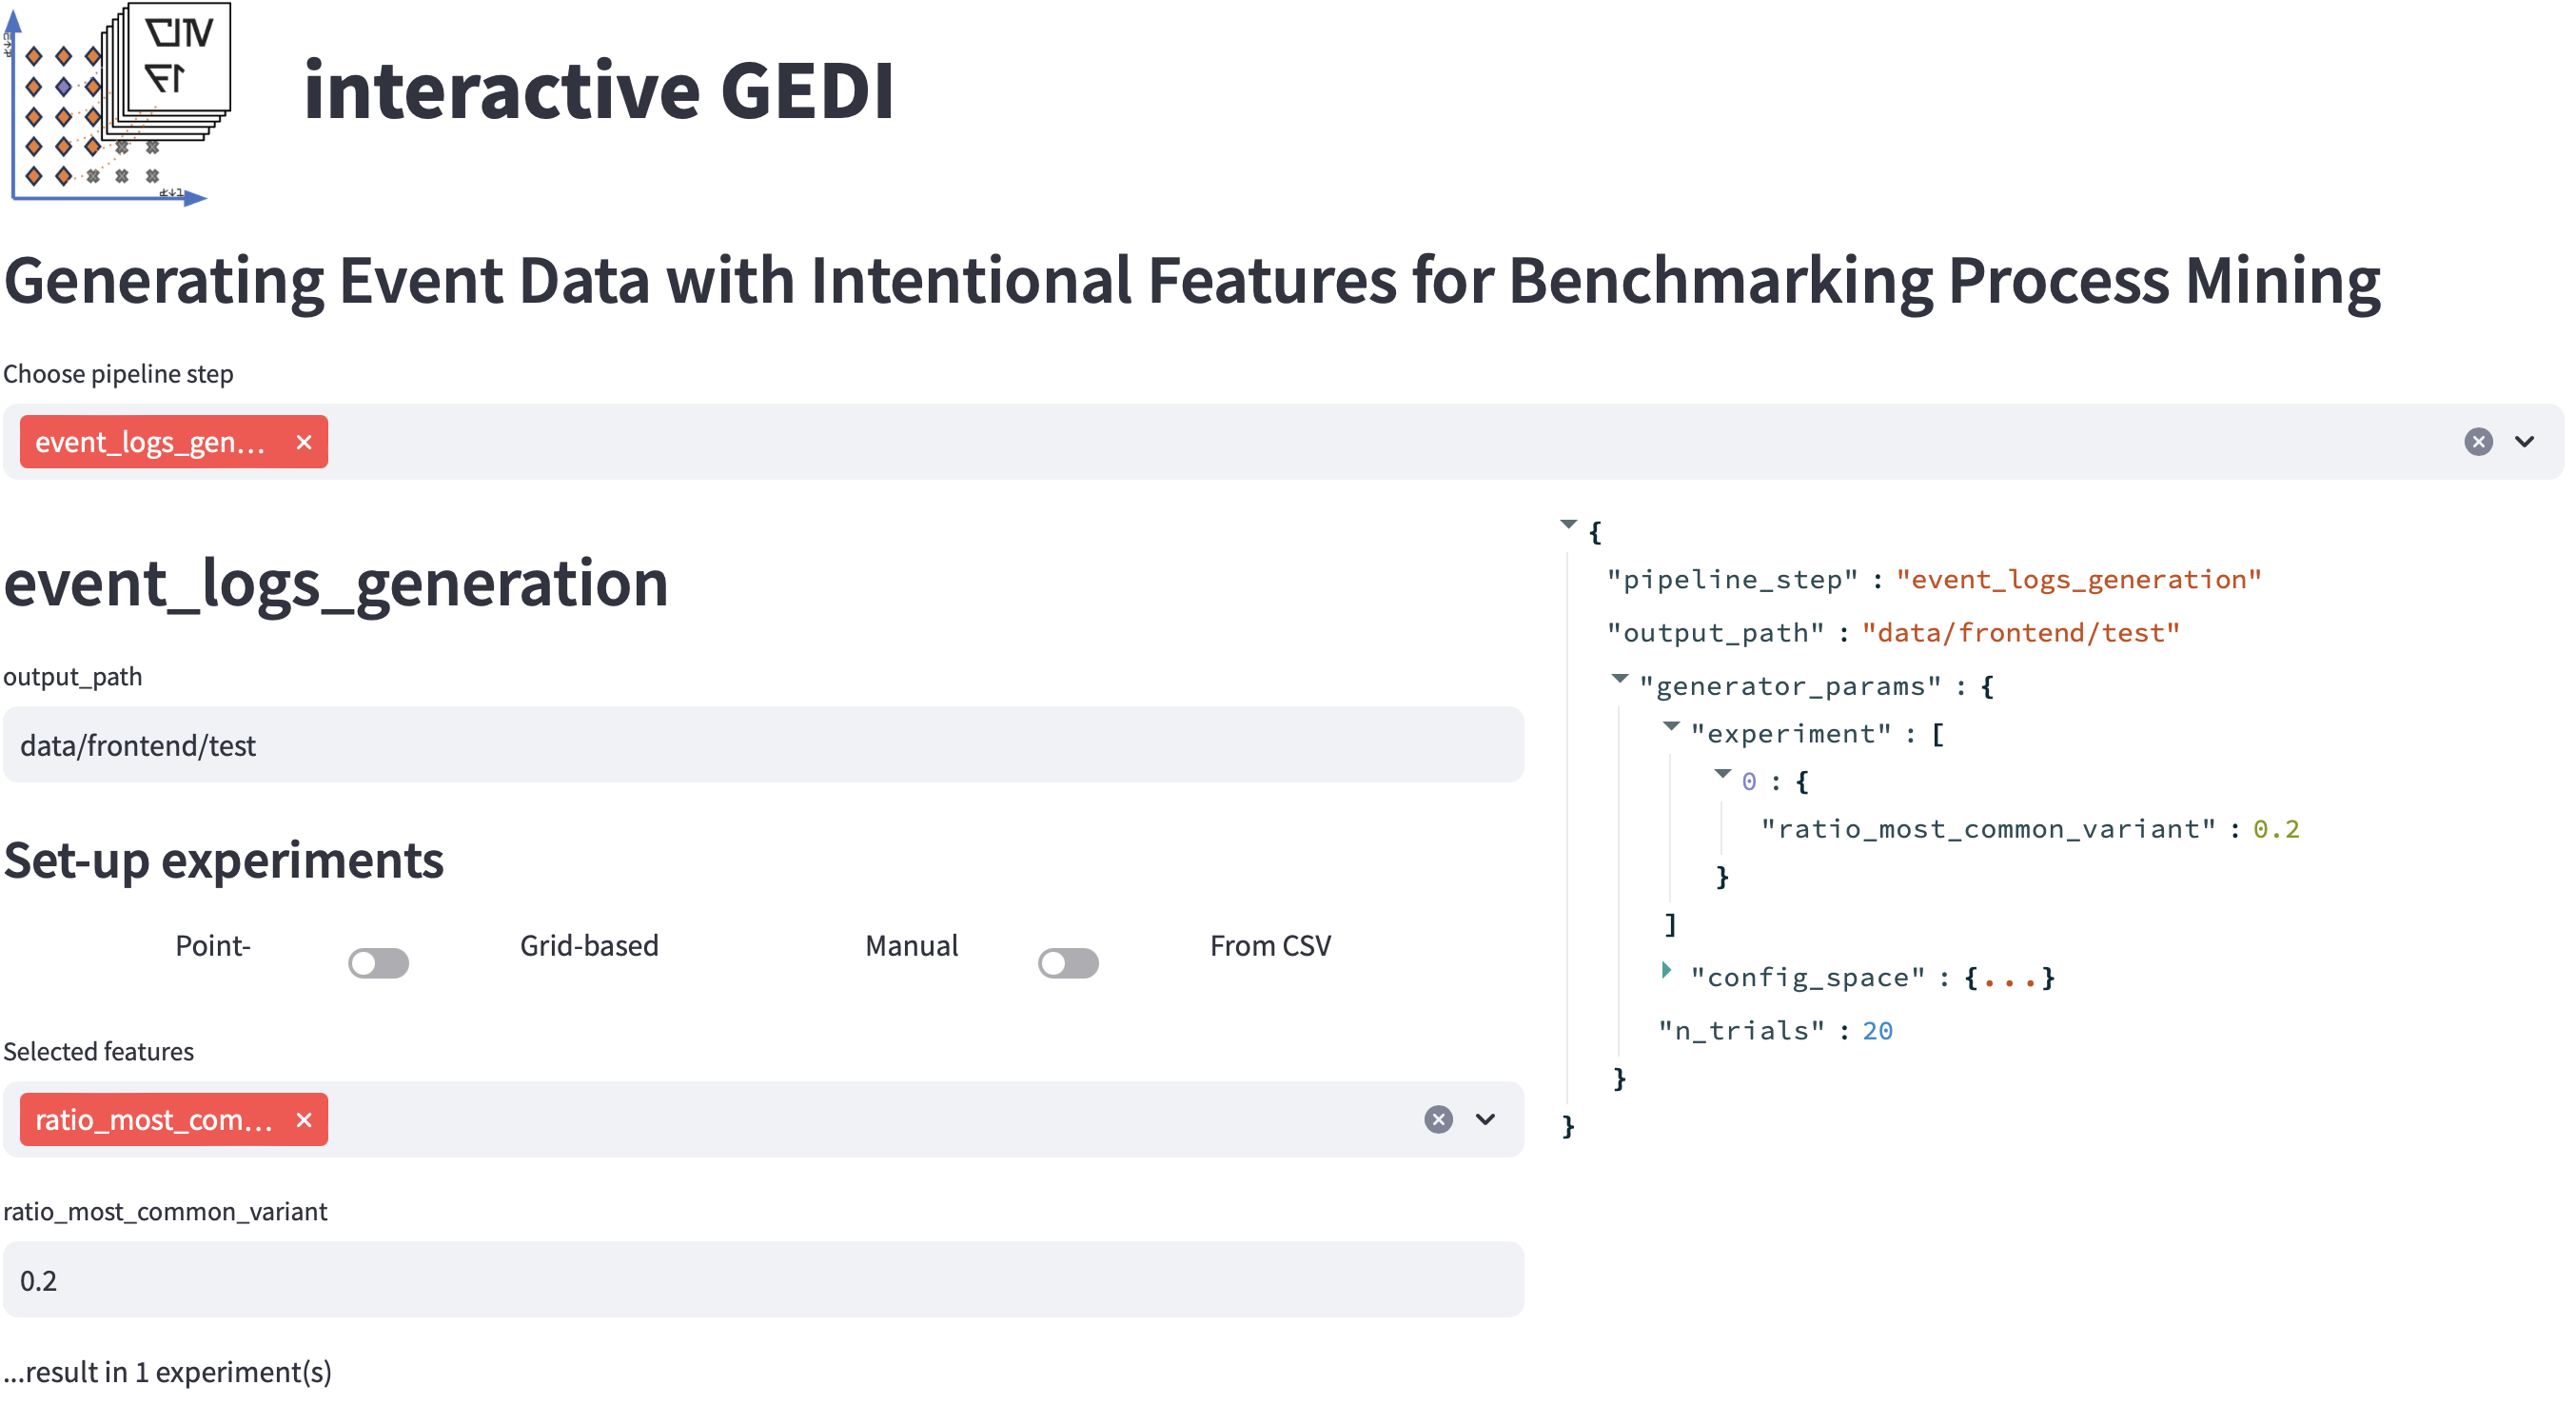 interactive GEDI
Generating Event Data with Intentional Features for Benchmarking Process Mining
Choose pipeline step
event_logs_gen...
event_logs_generation
output_path
data/frontend/test
Set-up experiments
Point- Grid-based Manual From CSV
Selected features
ratio_most_com...
ratio_most_common_variant
0.2
...result in 1 experiment(s)
{
"pipeline_step" : "event_logs_generation"
"output_path" : "data/frontend/test"
"generator_params" : {
"experiment" : [
0 : {
"ratio_most_common_variant" : 0.2
}
]
"config_space" : {...}
"n_trials" : 20
}
}